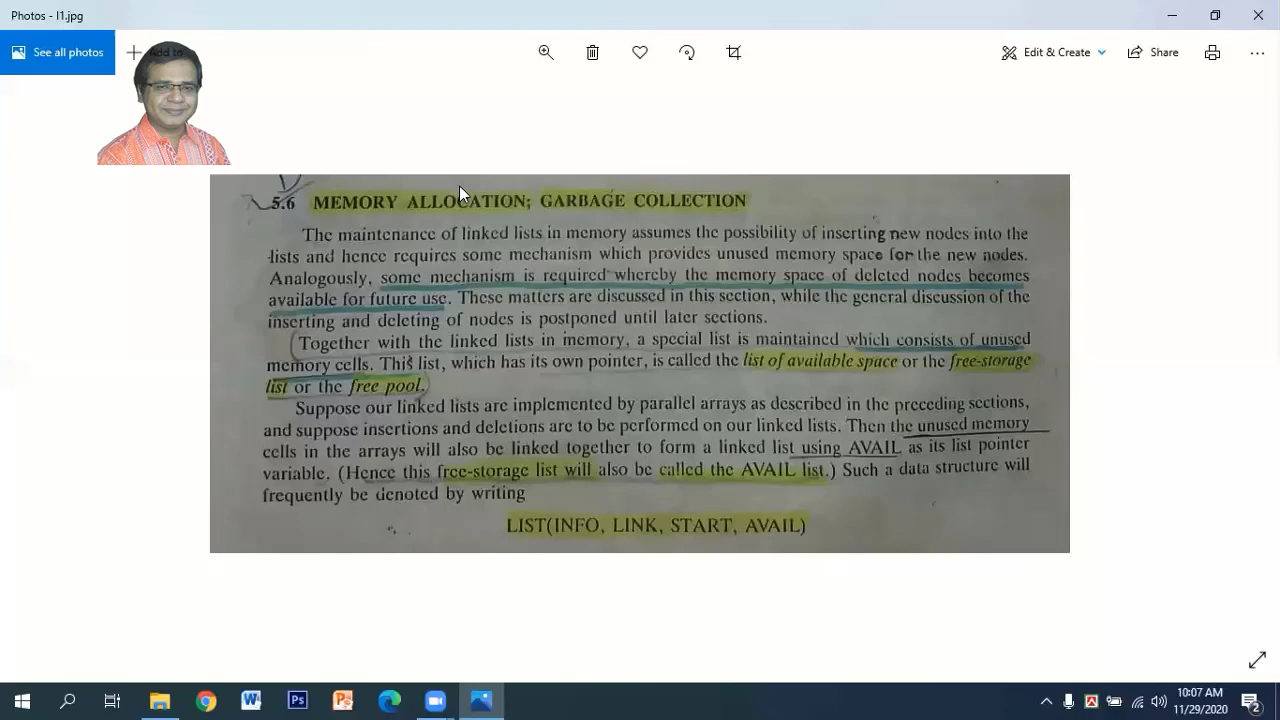 Photos - l1.jpg
See all photos
Add to
Edit & Create
Share
5.6 MEMORY ALLOCATION; GARBAGE COLLECTION
The maintenance of linked lists in memory assumes the possibility of inserting new nodes into the
lists and hence requires some mechanism which provides unused memory space for the new nodes.
Analogously, some mechanism is required whereby the memory space of deleted nodes becomes
available for future use. These matters are discussed in this section, while the general discussion of the
inserting and deleting of nodes is postponed until later sections.
Together with the linked lists in memory, a special list is maintained which consists of unused
memory cells. This list, which has its own pointer, is called the list of available space or the free-storage
list or the free pool.
Suppose our linked lists are implemented by parallel arrays as described in the preceding sections,
and suppose insertions and deletions are to be performed on our linked lists. Then the unused memory
cells in the arrays will also be linked together to form a linked list using AVAIL as its list pointer
variable. (Hence this free-storage list will also be called the AVAIL list.) Such a data structure will
frequently be denoted by writing
LIST(INFO, LINK, START, AVAIL)
10:07 AM
11/29/2020
2